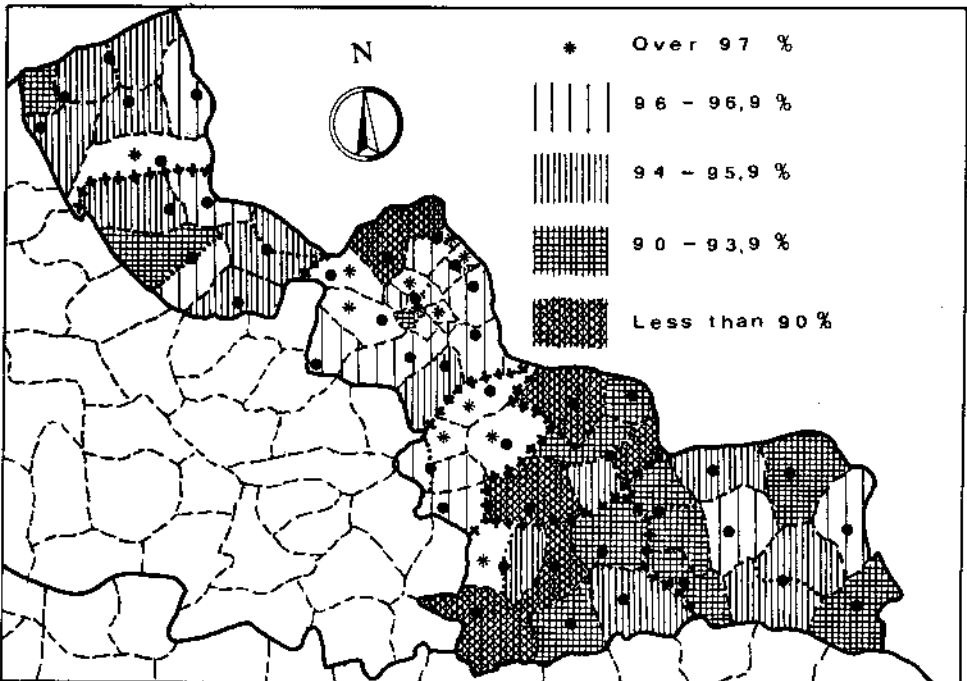 N
Over 97 %
96 – 96,9 %
94 – 95,9 %
90 – 93,9 %
Less than 90 %